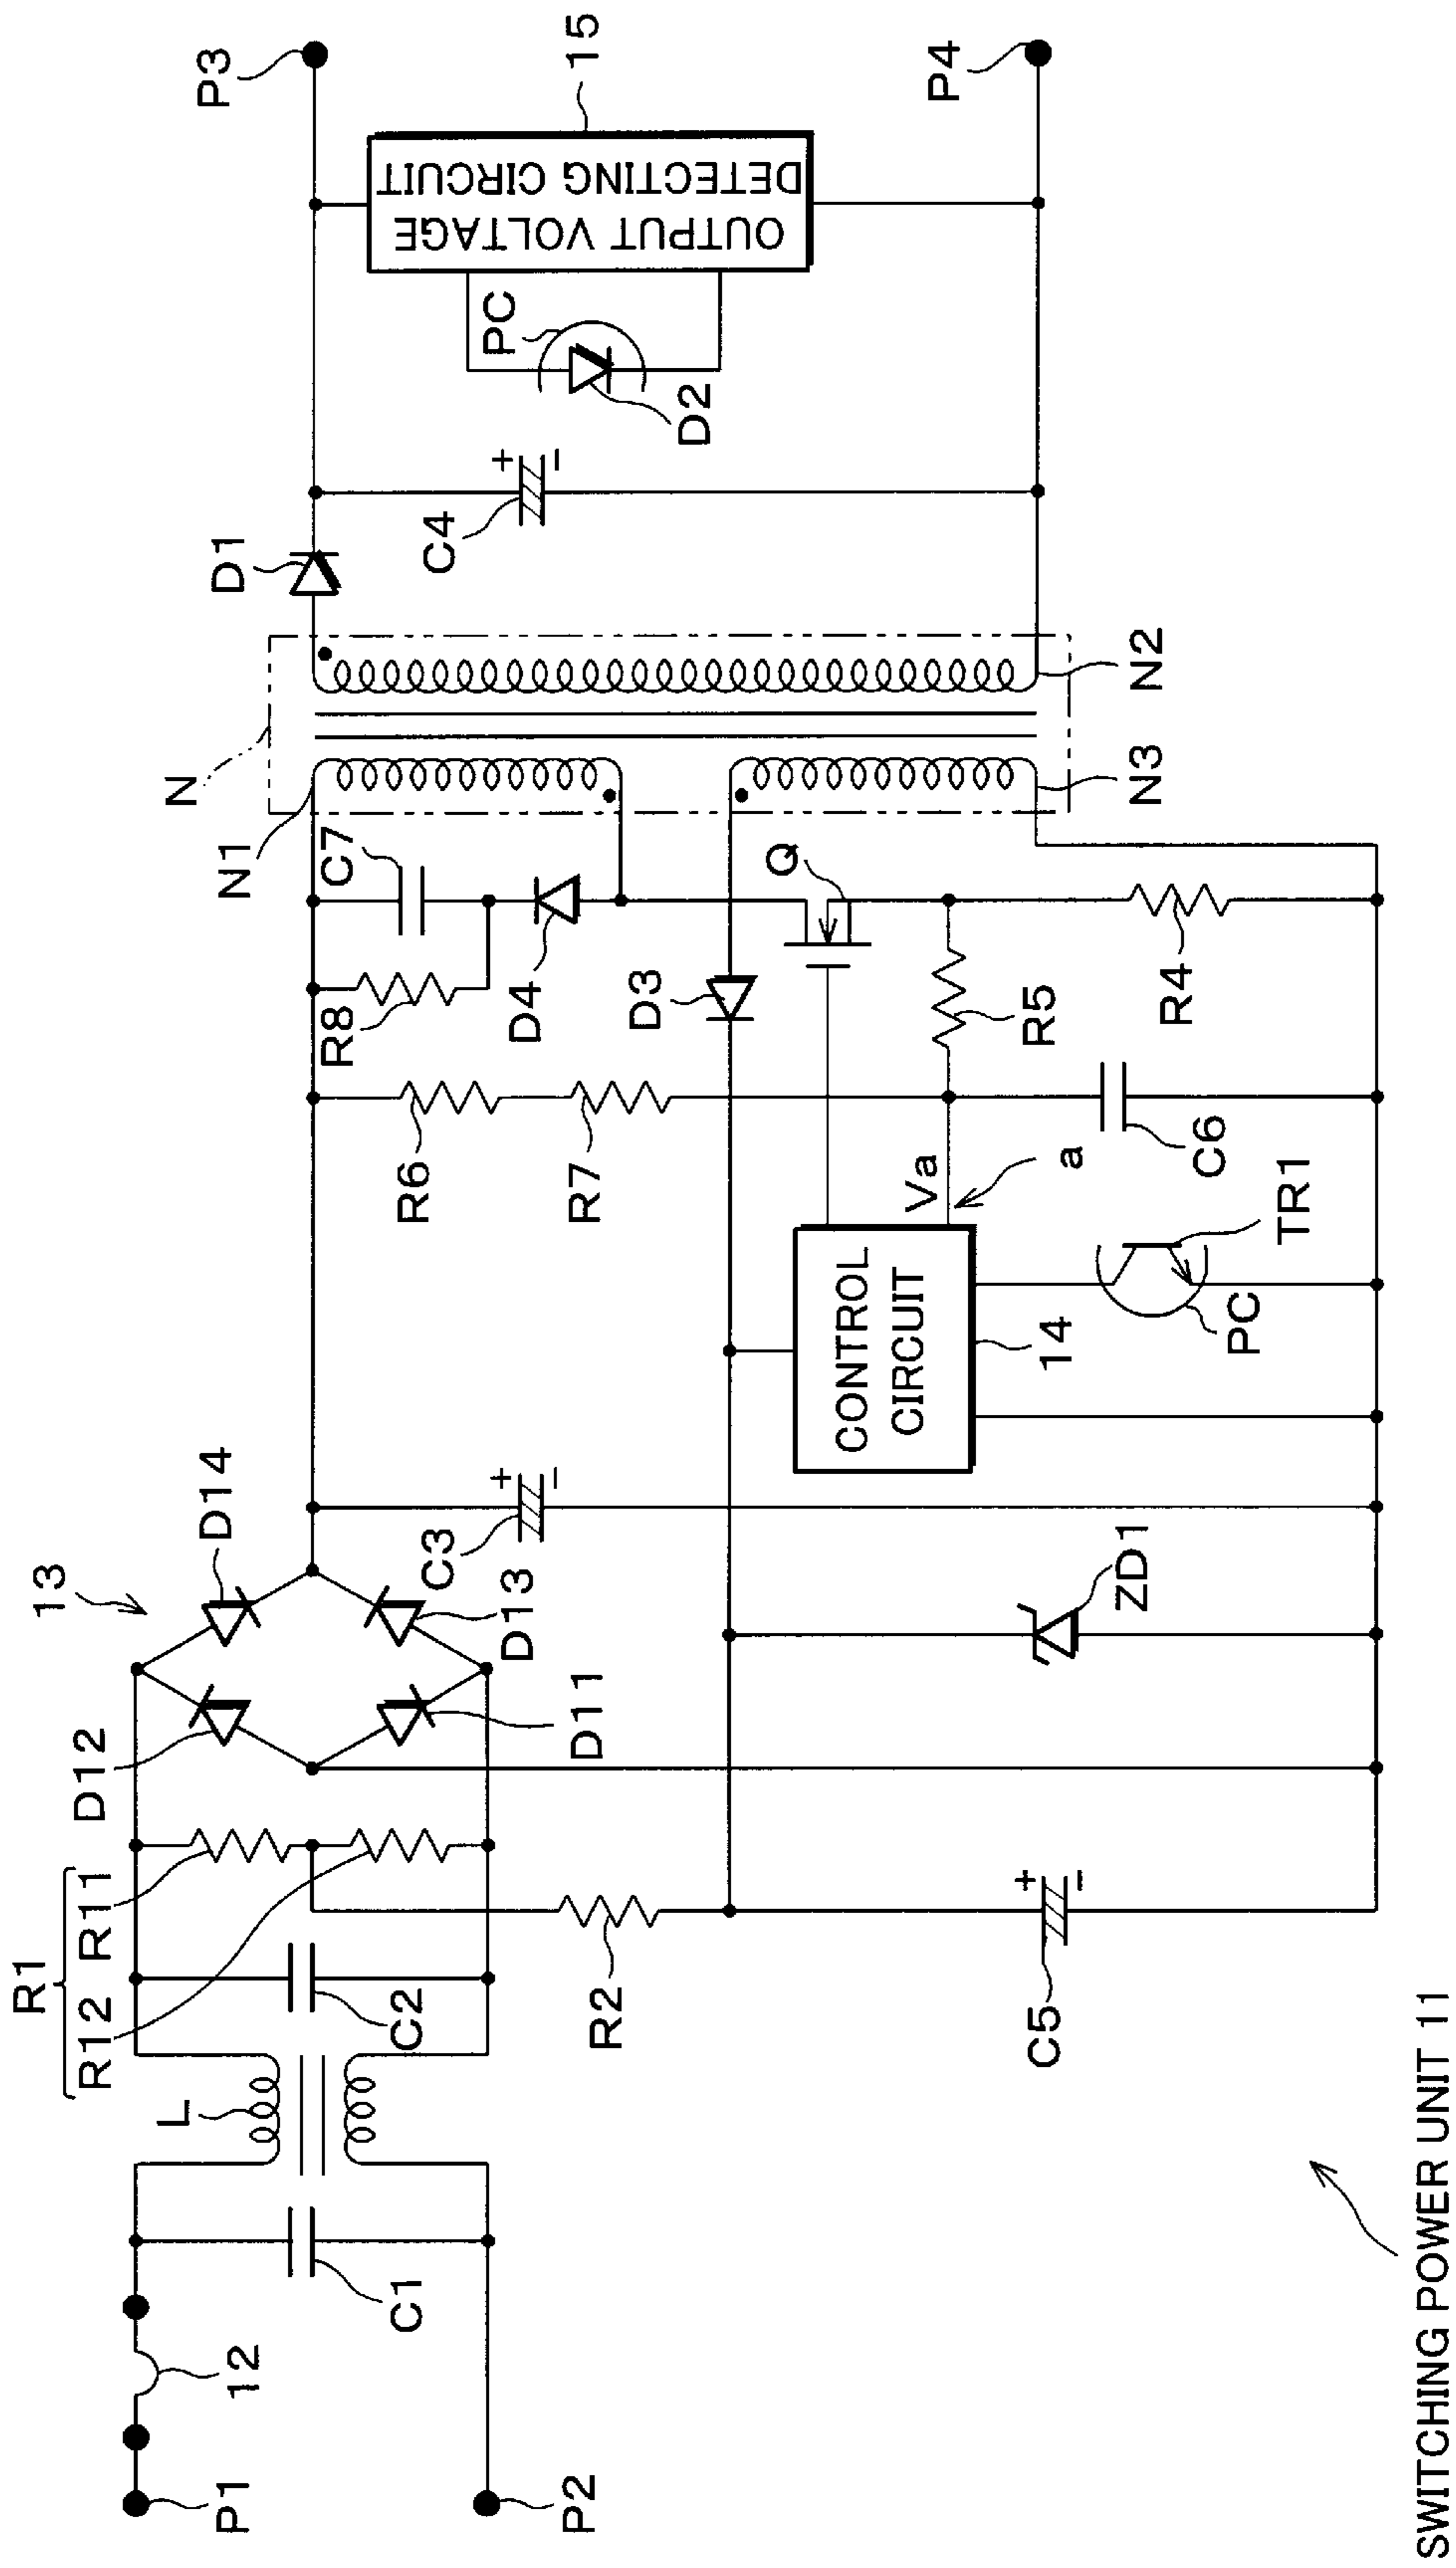 P1
P2
12
C1
L
R1
R12
R11
C2
R2
C5
D12
D11
13
D14
D13
C3
ZD1
CONTROL
CIRCUIT
14
PC
TR1
Va
a
C6
R6
R7
R8
C7
D4
D3
Q
R5
R4
N
N1
N3
N2
D1
C4
PC
D2
OUTPUT VOLTAGE
DETECTING CIRCUIT
15
P3
P4
SWITCHING POWER UNIT 11